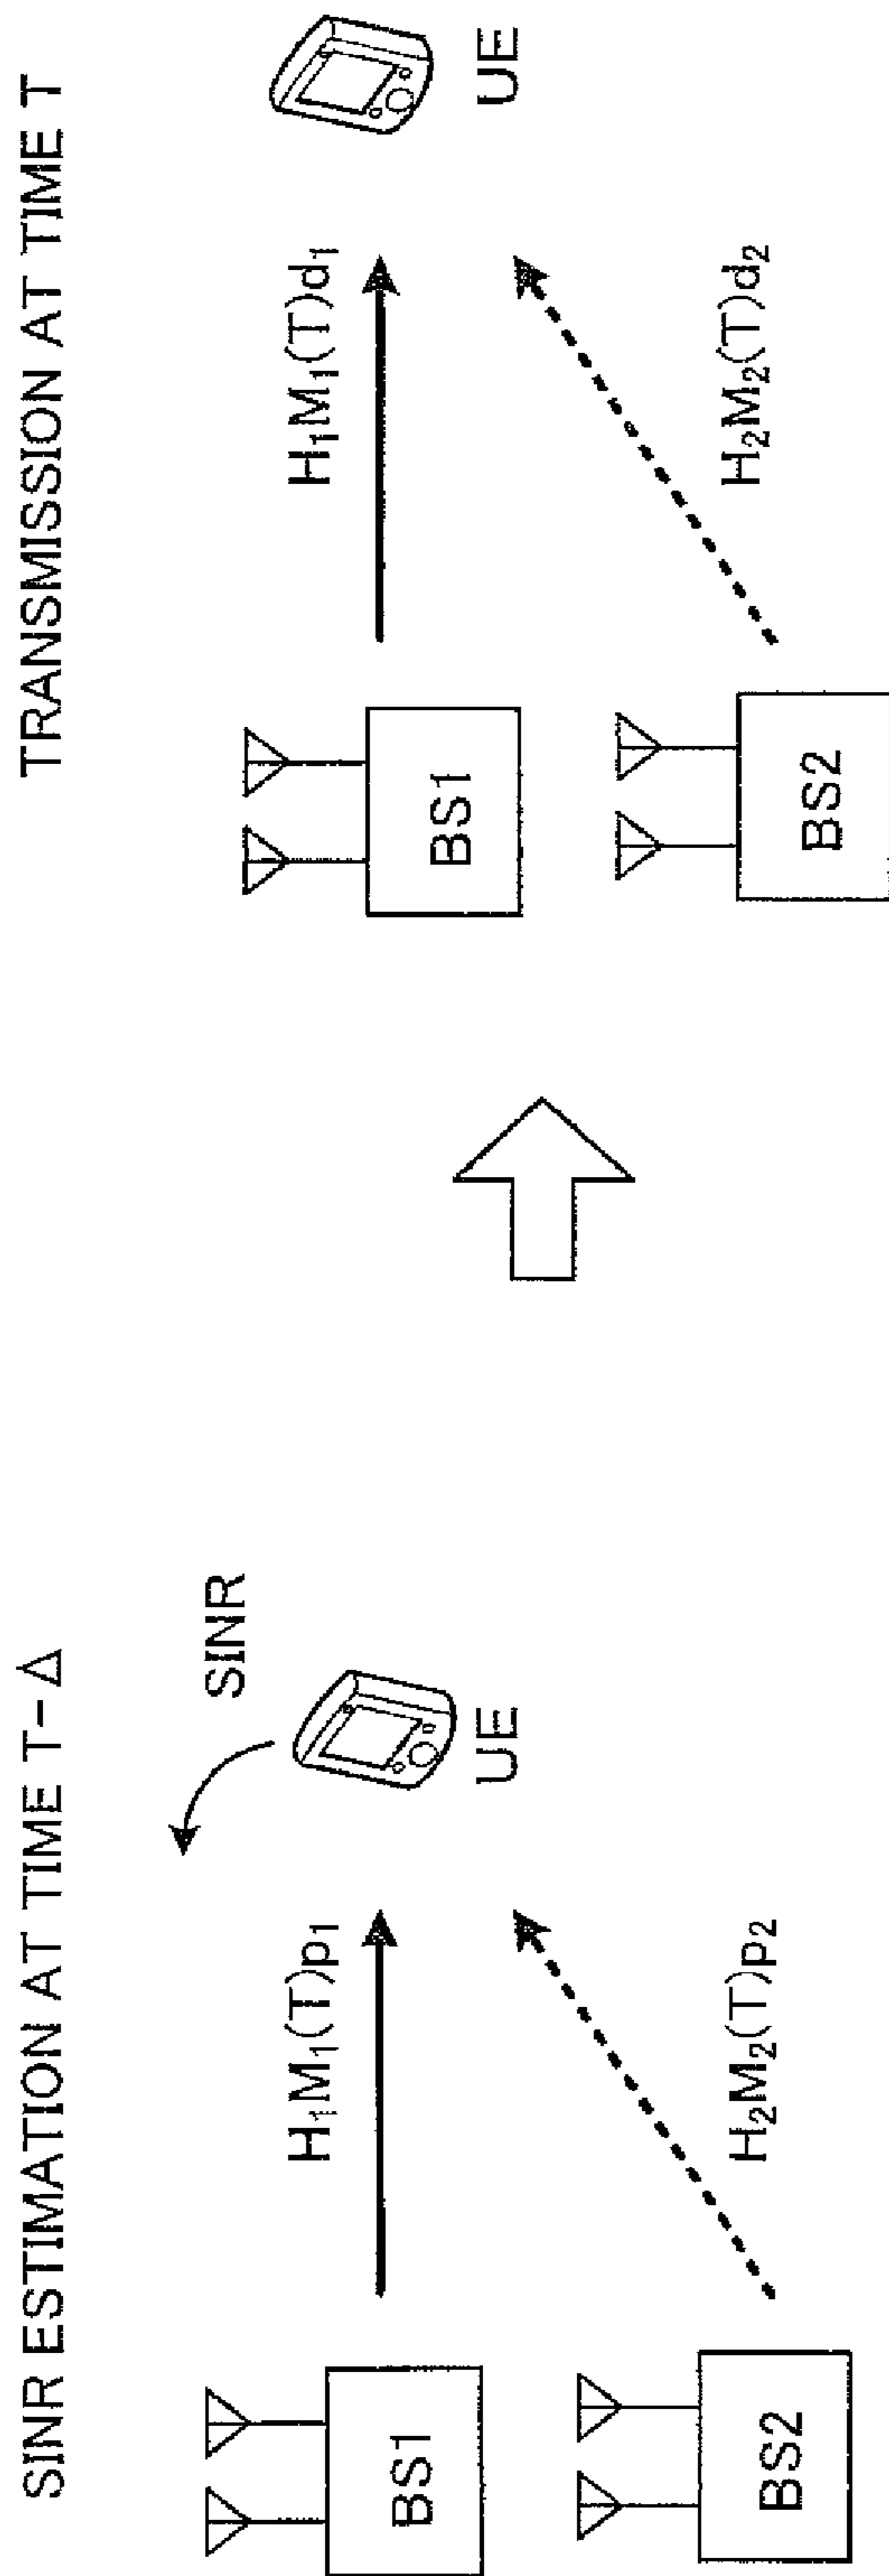 SINR ESTIMATION AT TIME T-Δ
SINR
BS1
H₁M₁(T)p₁
UE
BS2
H₂M₂(T)p₂
TRANSMISSION AT TIME T
BS1
H₁M₁(T)d₁
UE
BS2
H₂M₂(T)d₂